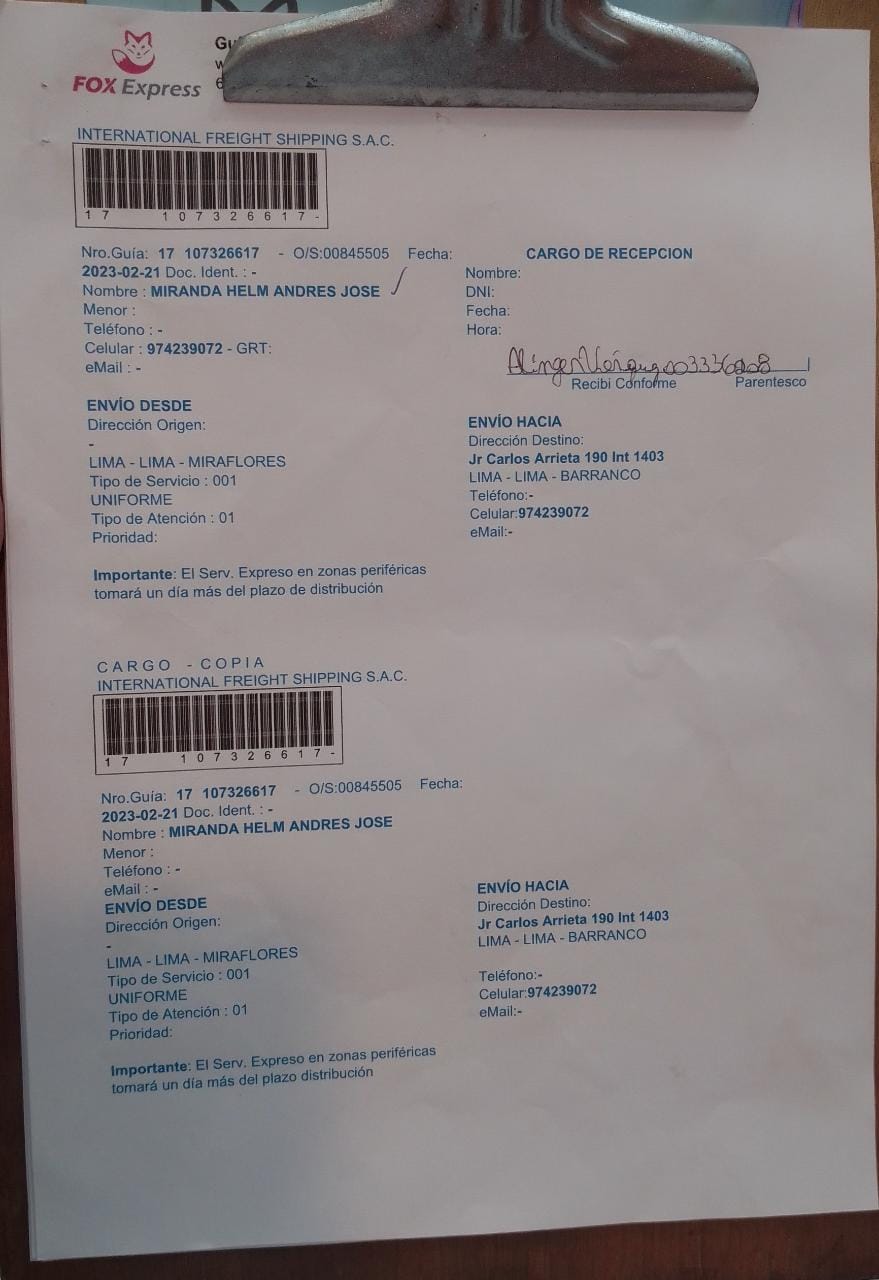 FOX Express
INTERNATIONAL FREIGHT SHIPPING S.A.C.
17 107326617-
Nro.Guía: 17 107326617 - O/S:00845505 Fecha:
2023-02-21 Doc. Ident. : -
Nombre : MIRANDA HELM ANDRES JOSE
Menor :
Teléfono : -
Celular : 974239072 - GRT:
eMail : -
CARGO DE RECEPCION
Nombre:
DNI:
Fecha:
Hora:
Recibi Conforme Parentesco
ENVÍO DESDE
Dirección Origen:
-
LIMA - LIMA - MIRAFLORES
Tipo de Servicio : 001
UNIFORME
Tipo de Atención : 01
Prioridad:
ENVÍO HACIA
Dirección Destino:
Jr Carlos Arrieta 190 Int 1403
LIMA - LIMA - BARRANCO
Teléfono:-
Celular:974239072
eMail:-
Importante: El Serv. Expreso en zonas periféricas
tomará un día más del plazo de distribución
CARGO - COPIA
INTERNATIONAL FREIGHT SHIPPING S.A.C.
17 107326617-
Nro.Guía: 17 107326617 - O/S:00845505 Fecha:
2023-02-21 Doc. Ident. : -
Nombre : MIRANDA HELM ANDRES JOSE
Menor :
Teléfono : -
eMail : -
ENVÍO DESDE
Dirección Origen:
-
LIMA - LIMA - MIRAFLORES
Tipo de Servicio : 001
UNIFORME
Tipo de Atención : 01
Prioridad:
ENVÍO HACIA
Dirección Destino:
Jr Carlos Arrieta 190 Int 1403
LIMA - LIMA - BARRANCO
Teléfono:-
Celular:974239072
eMail:-
Importante: El Serv. Expreso en zonas periféricas
tomará un día más del plazo distribución